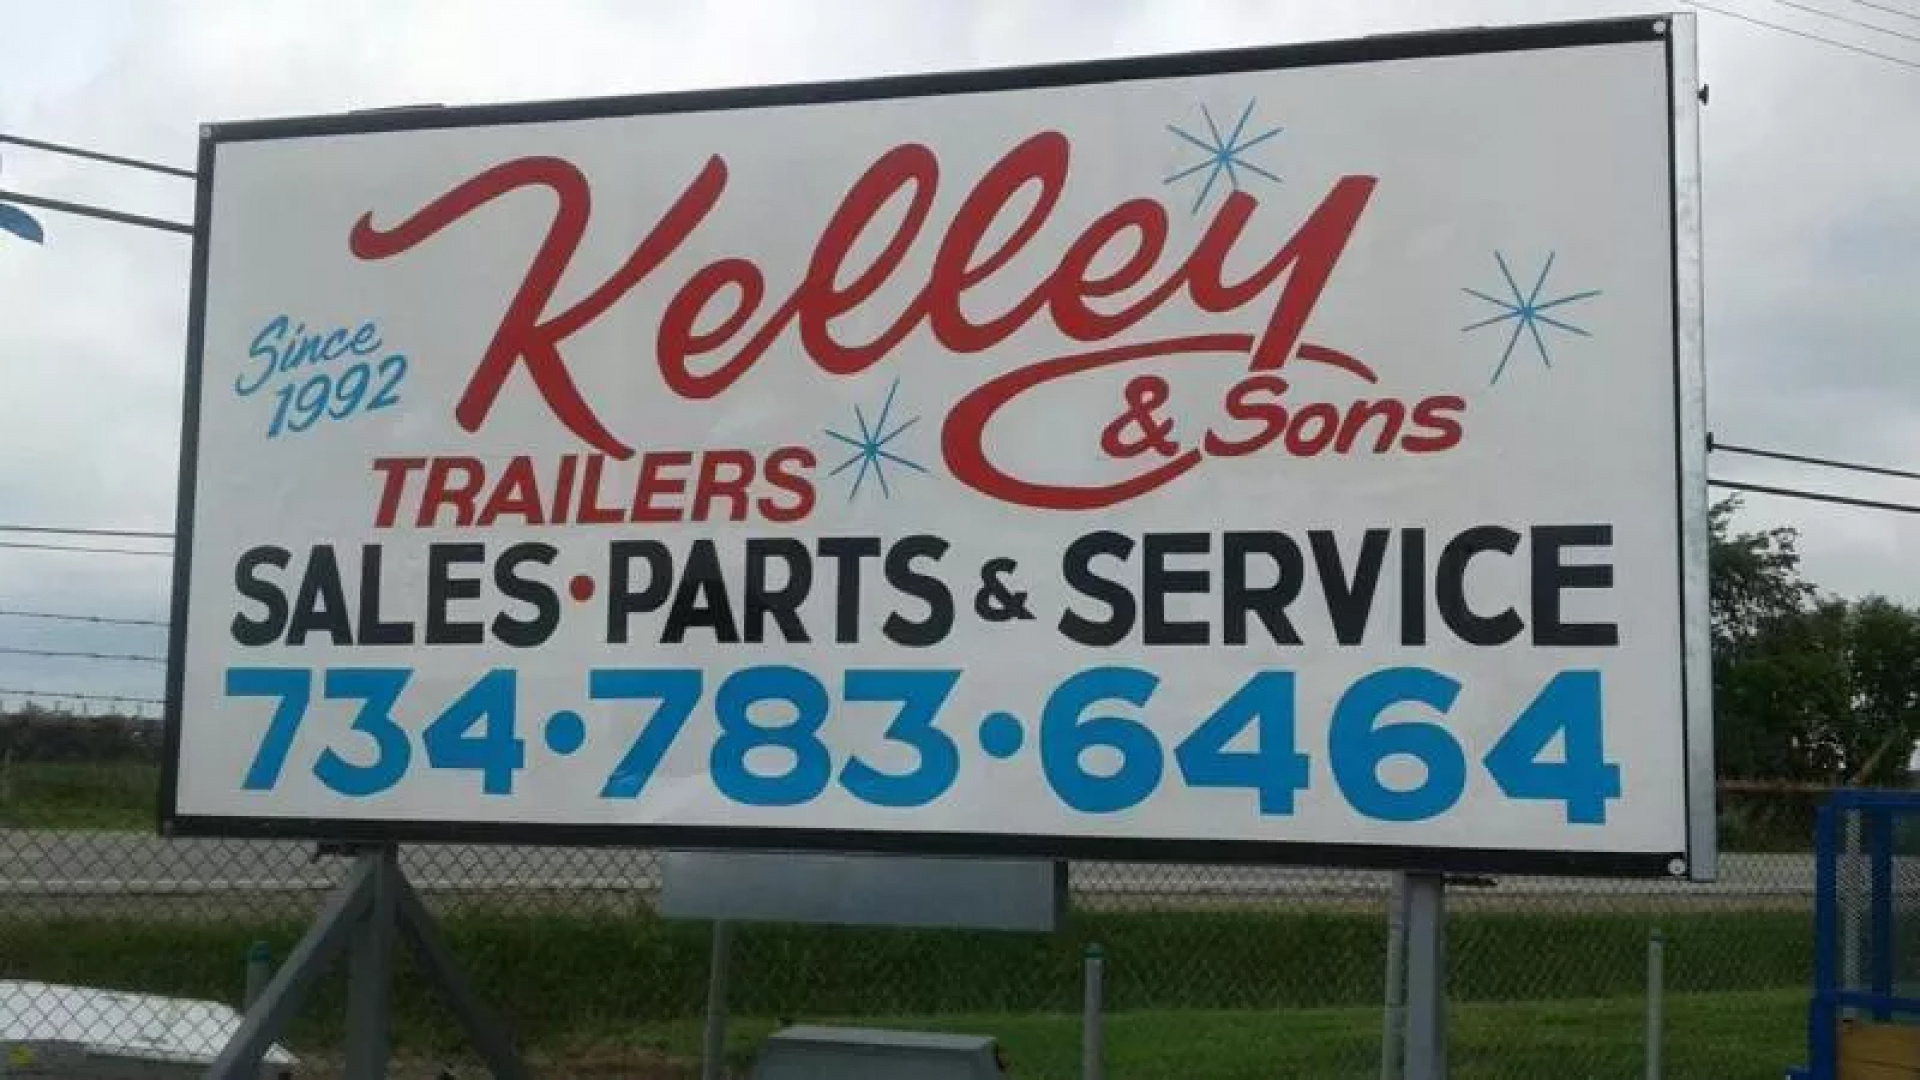 Kelley
& Sons
Since
1992
TRAILERS
SALES • PARTS & SERVICE
734•783•6464